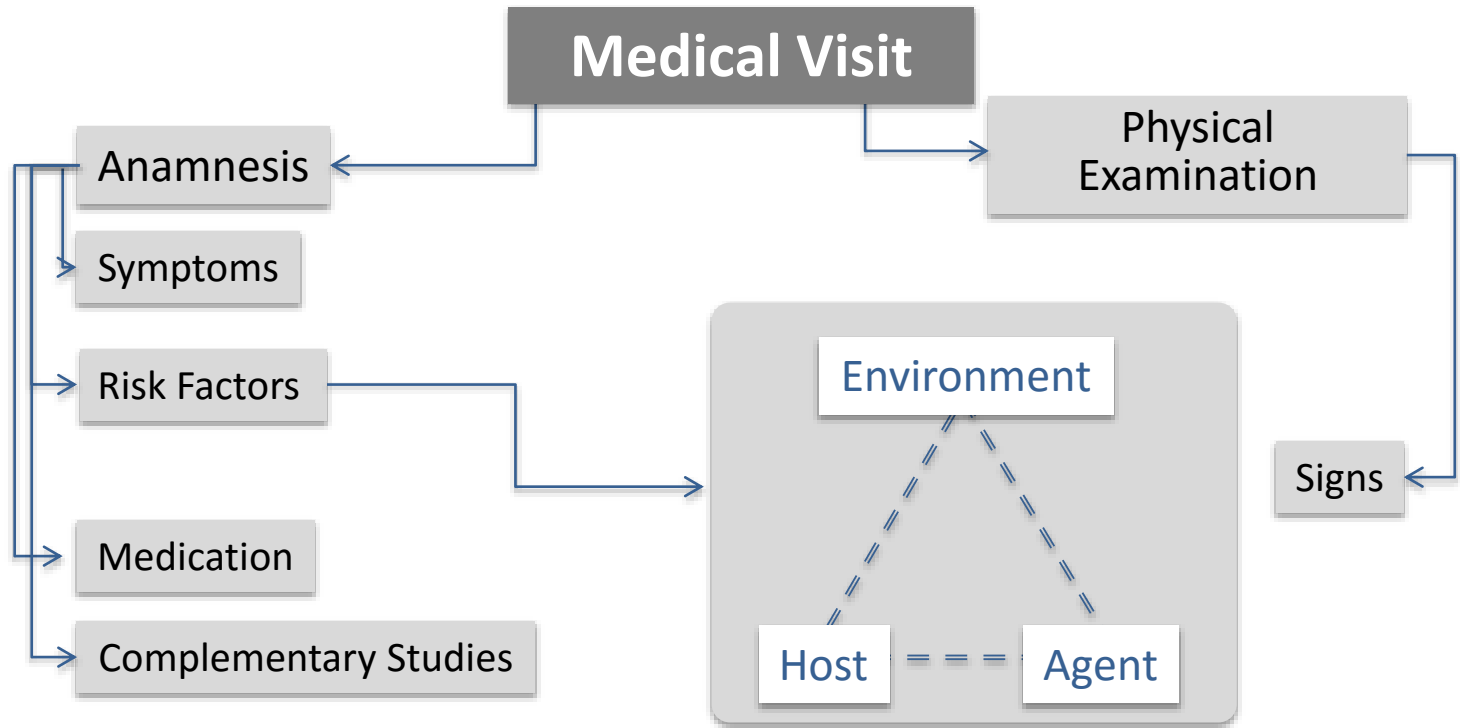 Medical Visit
Anamnesis
Physical
Examination
Symptoms
Risk Factors
Medication
Complementary Studies
Environment
Host
Agent
Signs